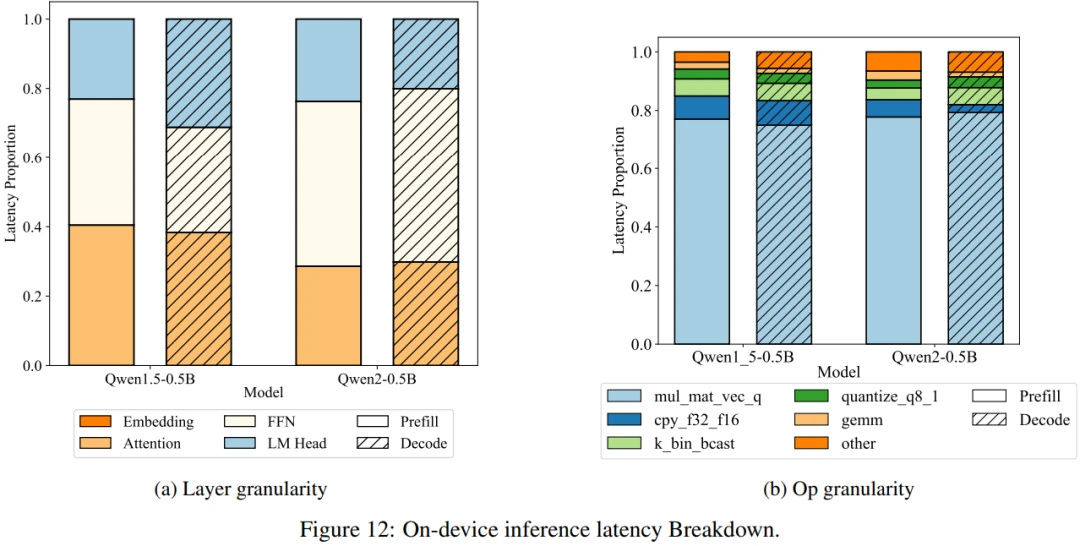 1.0
0.8
0.6
0.4
0.2
0.0
Latency Proportion
Qwen1.5-0.5B
Qwen2-0.5B
Model
Embedding
FFN
Prefill
Attention
LM Head
Decode
(a) Layer granularity
1.0
0.8
0.6
0.4
0.2
0.0
Latency Proportion
Qwen1_5-0.5B
Qwen2-0.5B
Model
mul_mat_vec_q
quantize_q8_1
Prefill
cpy_f32_f16
gemm
Decode
k_bin_bcast
other
(b) Op granularity
Figure 12: On-device inference latency Breakdown.